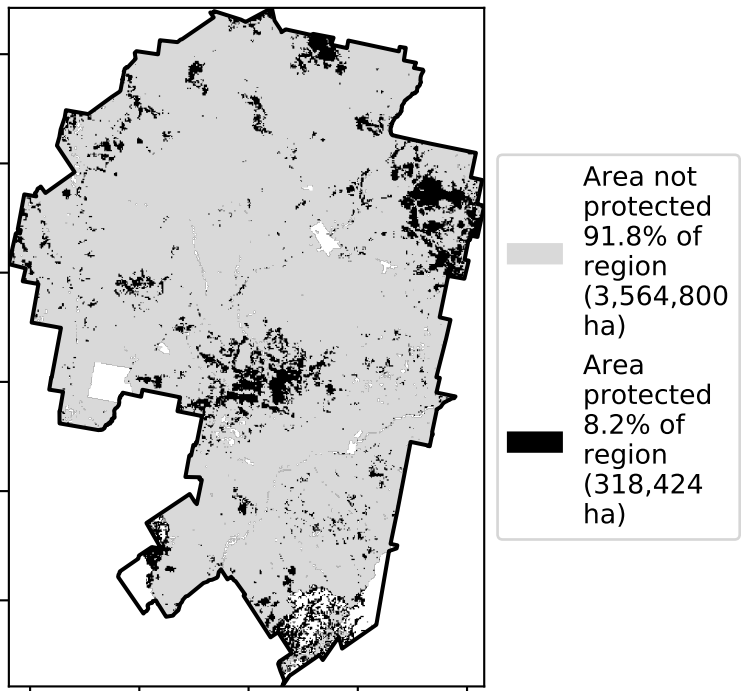 Area not
protected
91.8% of
region
(3,564,800
ha)
Area
protected
8.2% of
region
(318,424
ha)